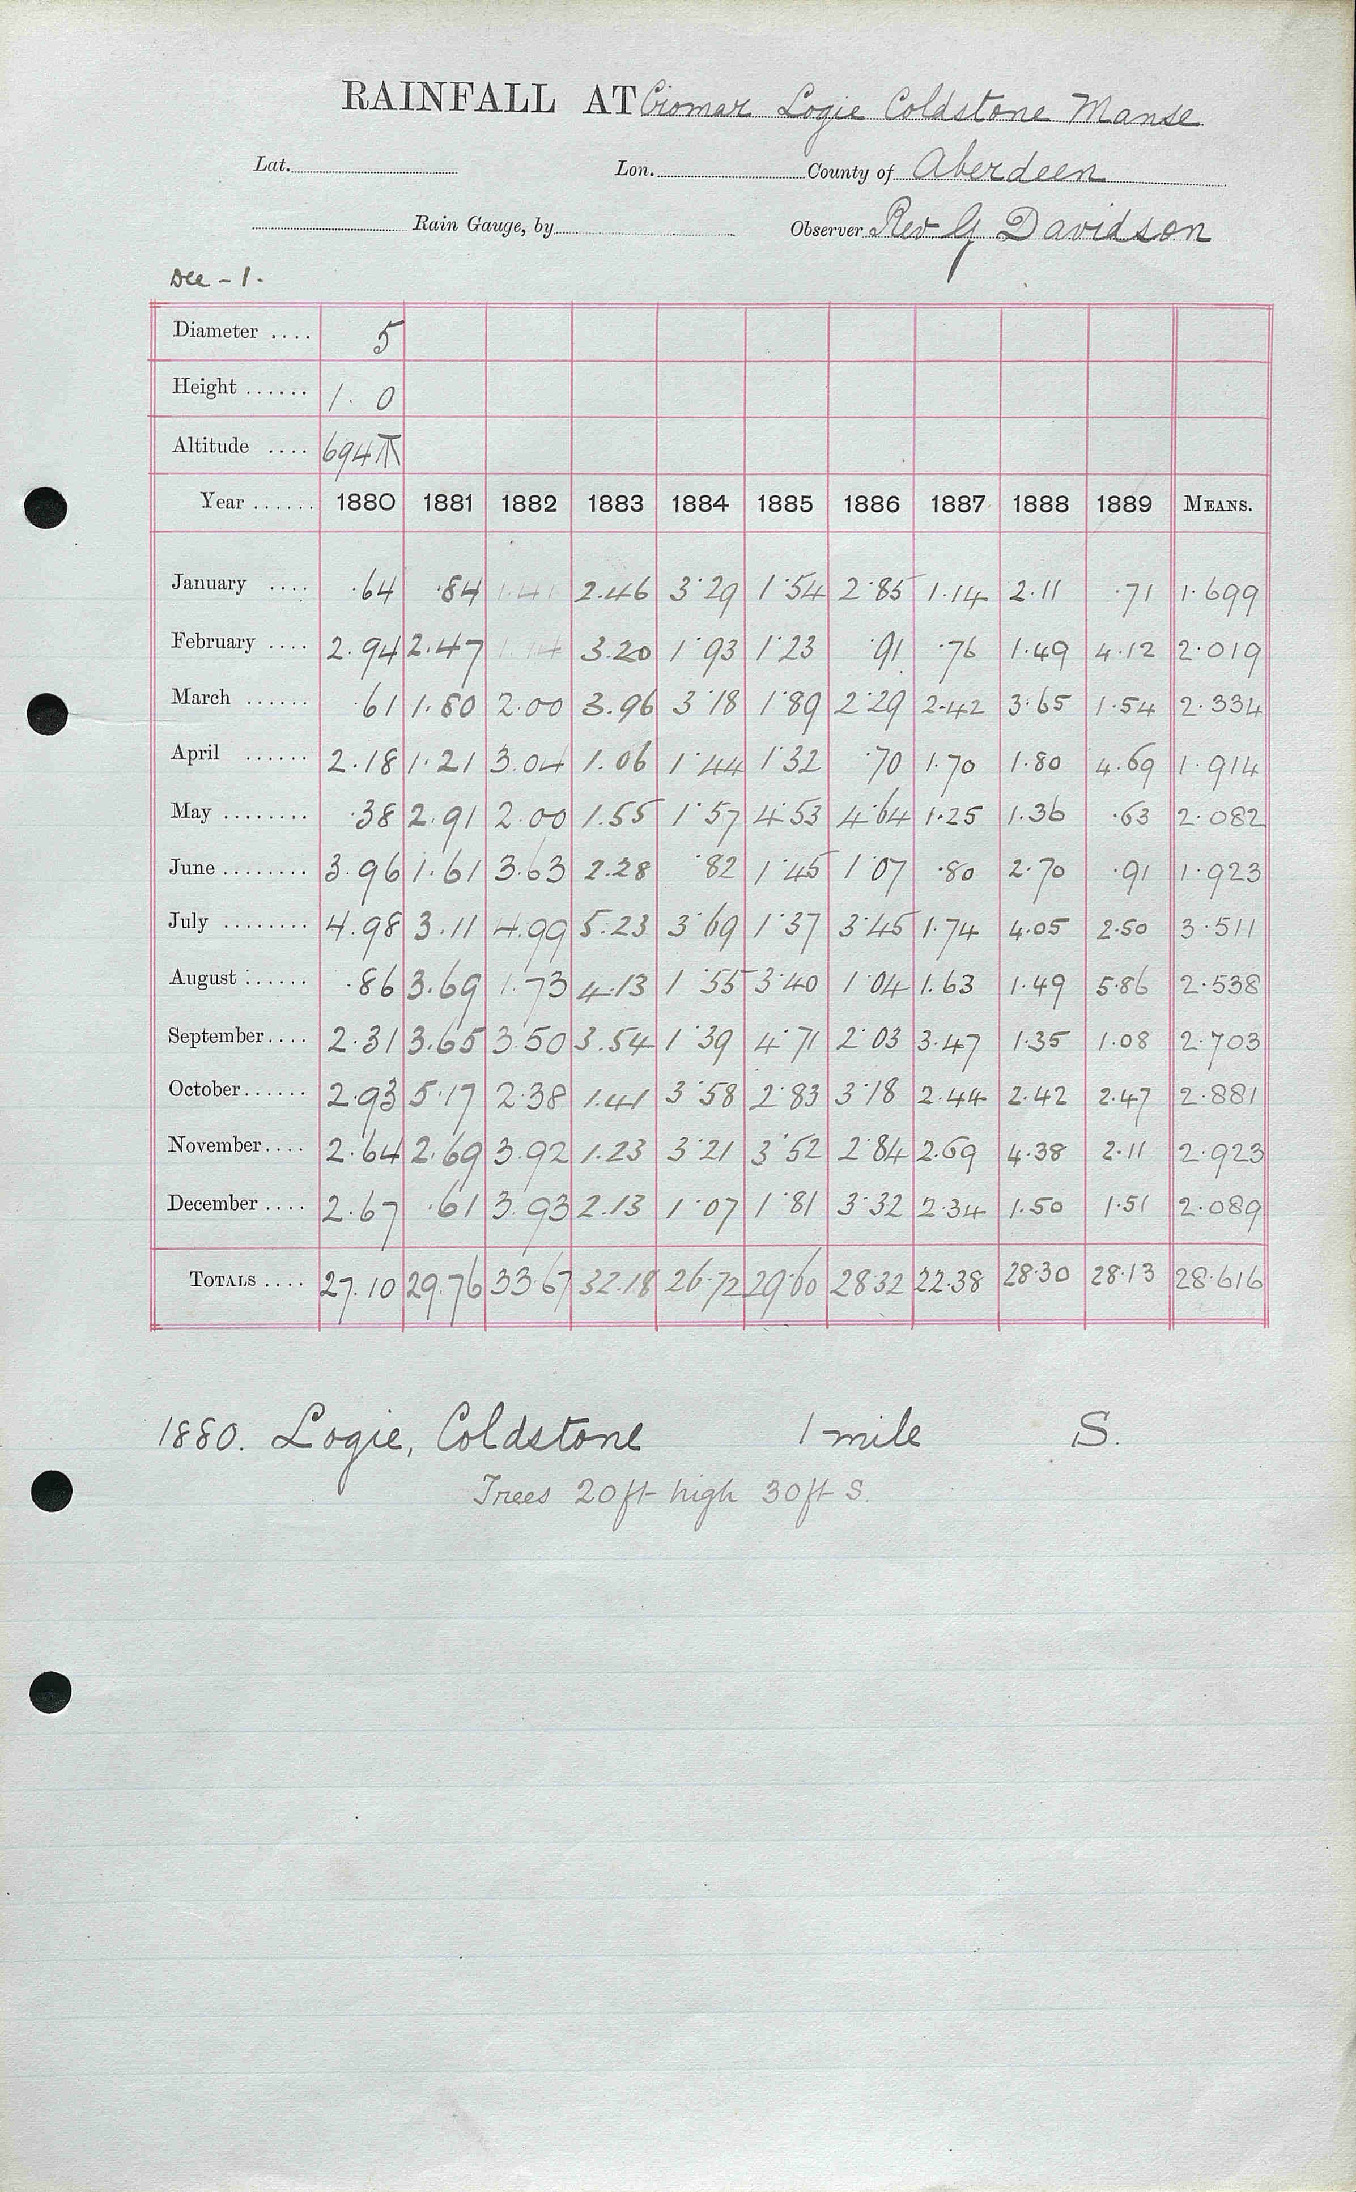 RAINFALL AT Cromar Logie Coldstone Manse
Lat. Lon. County of Aberdeen
Rain Gauge, by Observer Rev G Davidson
Dee - 1.
Diameter .... 5
Height ...... 1. 0
Altitude .... 694
Year ...... 1880 1881 1882 1883 1884 1885 1886 1887 1888 1889 MEANS.
January .... .64 .84 1.41 2.46 3.29 1.54 2.85 1.14 2.11 .71 1.699
February .... 2.94 2.47 1.14 3.20 1.93 1.23 .91 .76 1.49 4.12 2.019
March ...... .61 1.80 2.00 3.96 3.18 1.89 2.29 2.42 3.65 1.54 2.334
April ...... 2.18 1.21 3.04 1.06 1.44 1.32 .70 1.70 1.80 4.69 1.914
May ........ .38 2.91 2.00 1.55 1.57 4.53 4.64 1.25 1.36 .63 2.082
June ........ 3.96 1.61 3.63 2.28 .82 1.45 1.07 .80 2.70 .91 1.923
July ........ 4.98 3.11 4.99 5.23 3.69 1.37 3.45 1.74 4.05 2.50 3.511
August ...... .86 3.69 1.73 4.13 1.55 3.40 1.04 1.63 1.49 5.86 2.538
September.... 2.31 3.65 3.50 3.54 1.39 4.71 2.03 3.47 1.35 1.08 2.703
October...... 2.93 5.17 2.38 1.41 3.58 2.83 3.18 2.44 2.42 2.47 2.881
November.... 2.64 2.69 3.92 1.23 3.21 3.52 2.84 2.69 4.38 2.11 2.923
December .... 2.67 .61 3.93 2.13 1.07 1.81 3.32 2.34 1.50 1.51 2.089
TOTALS .... 27.10 29.76 33.67 32.18 26.72 29.60 28.32 22.38 28.30 28.13 28.616
1880. Logie, Coldstone 1 mile S.
Trees 20ft high 30ft S.